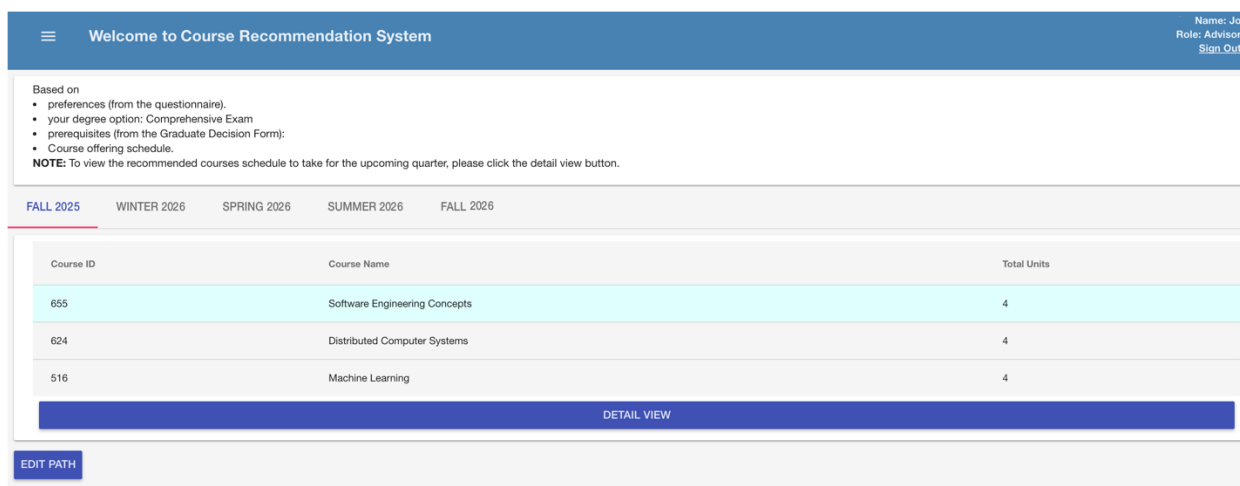 Welcome to Course Recommendation System
Name: Jo
Role: Advisor
Sign Out
Based on
• preferences (from the questionnaire).
• your degree option: Comprehensive Exam
• prerequisites (from the Graduate Decision Form):
• Course offering schedule.
NOTE: To view the recommended courses schedule to take for the upcoming quarter, please click the detail view button.
FALL 2025 WINTER 2026 SPRING 2026 SUMMER 2026 FALL 2026
Course ID Course Name Total Units
655 Software Engineering Concepts 4
624 Distributed Computer Systems 4
516 Machine Learning 4
DETAIL VIEW
EDIT PATH